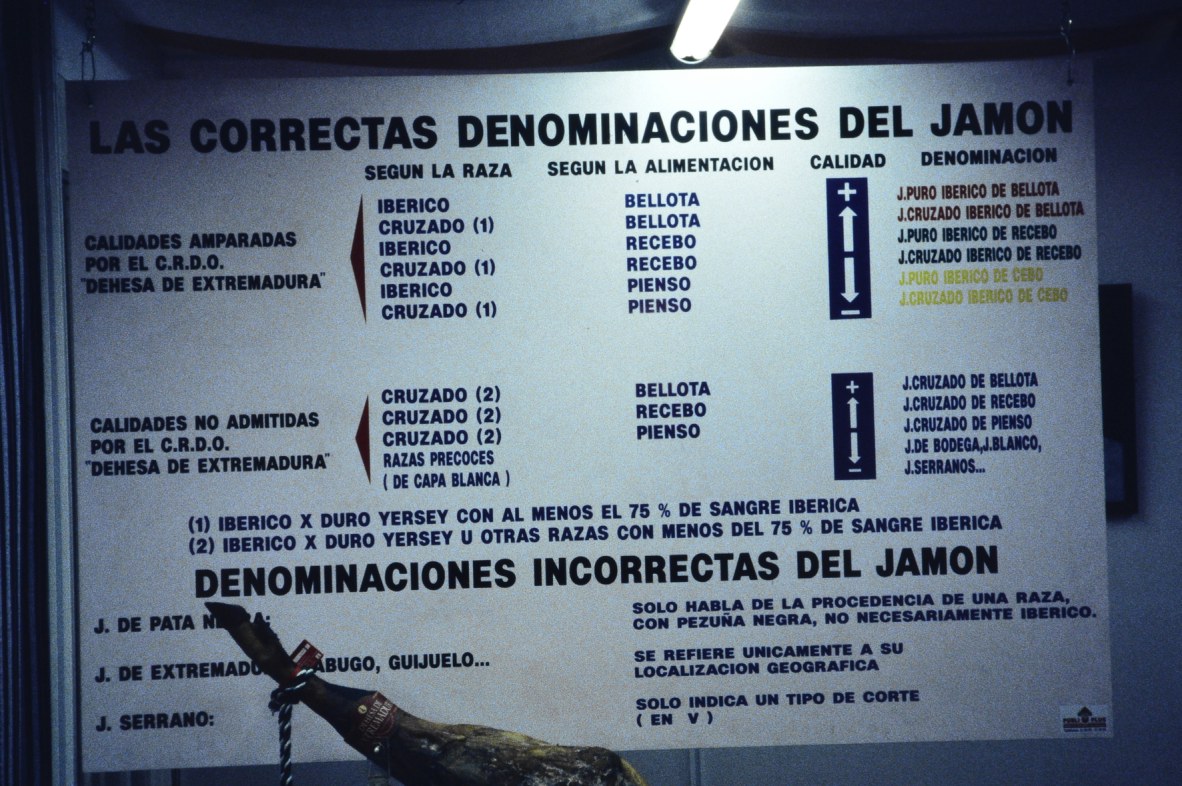 LAS CORRECTAS DENOMINACIONES DEL JAMON
SEGUN LA RAZA SEGUN LA ALIMENTACION CALIDAD DENOMINACION
CALIDADES AMPARADAS
POR EL C.R.D.O.
"DEHESA DE EXTREMADURA"
IBERICO BELLOTA + J.PURO IBERICO DE BELLOTA
CRUZADO (1) BELLOTA J.CRUZADO IBERICO DE BELLOTA
IBERICO RECEBO J.PURO IBERICO DE RECEBO
CRUZADO (1) RECEBO J.CRUZADO IBERICO DE RECEBO
IBERICO PIENSO J.PURO IBERICO DE CEBO
CRUZADO (1) PIENSO − J.CRUZADO IBERICO DE CEBO
CALIDADES NO ADMITIDAS
POR EL C.R.D.O.
"DEHESA DE EXTREMADURA"
CRUZADO (2) BELLOTA + J.CRUZADO DE BELLOTA
CRUZADO (2) RECEBO J.CRUZADO DE RECEBO
CRUZADO (2) PIENSO J.CRUZADO DE PIENSO
RAZAS PRECOCES J.DE BODEGA,J.BLANCO,
( DE CAPA BLANCA ) − J.SERRANOS...
(1) IBERICO X DURO YERSEY CON AL MENOS EL 75 % DE SANGRE IBERICA
(2) IBERICO X DURO YERSEY U OTRAS RAZAS CON MENOS DEL 75 % DE SANGRE IBERICA
DENOMINACIONES INCORRECTAS DEL JAMON
J. DE PATA N A:
SOLO HABLA DE LA PROCEDENCIA DE UNA RAZA,
CON PEZUÑA NEGRA, NO NECESARIAMENTE IBERICO.
J. DE EXTREMADU ABUGO, GUIJUELO...
SE REFIERE UNICAMENTE A SU
LOCALIZACION GEOGRAFICA
J. SERRANO:
SOLO INDICA UN TIPO DE CORTE
( EN V )